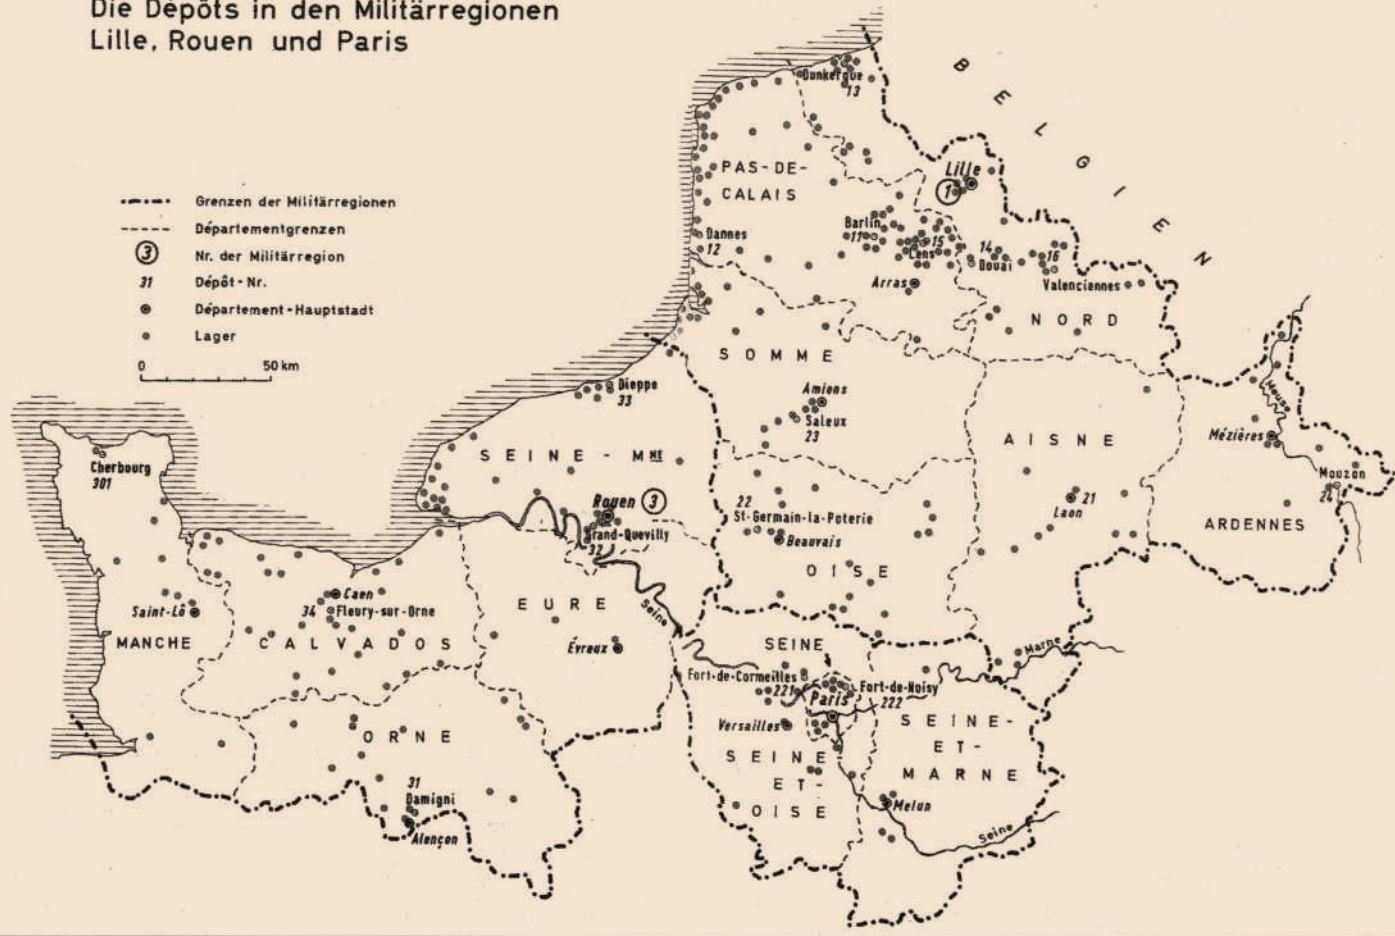 Die Dépôts in den Militärregionen
Lille, Rouen und Paris
Grenzen der Militärregionen
Départementgrenzen
3 Nr. der Militärregion
31 Dépôt-Nr.
Département-Hauptstadt
Lager
0 50 km
BELGIEN
Dunkerque
13
PAS-DE-
CALAIS
Lille
1
Dannes
12
Barlin
11
15
Lens
14
Douai
16
Valenciennes
Arras
NORD
SOMME
Amiens
Saleux
23
Dieppe
33
SEINE-MNE
AISNE
21
Laon
Meuse
Mézières
Mouzon
24
ARDENNES
Cherbourg
301
Rouen 3
Grand-Quevilly
32
22
St-Germain-la-Poterie
Beauvais
OISE
Saint-Lô
MANCHE
Caen
34 Fleury-sur-Orne
CALVADOS
EURE
Évreux
Seine
SEINE
Marne
Fort-de-Cormeilles
221
Paris
Fort-de-Noisy
222
Versailles
SEINE
ET-
OISE
SEINE-
ET-
MARNE
Melun
Seine
ORNE
31
Damigni
Alençon